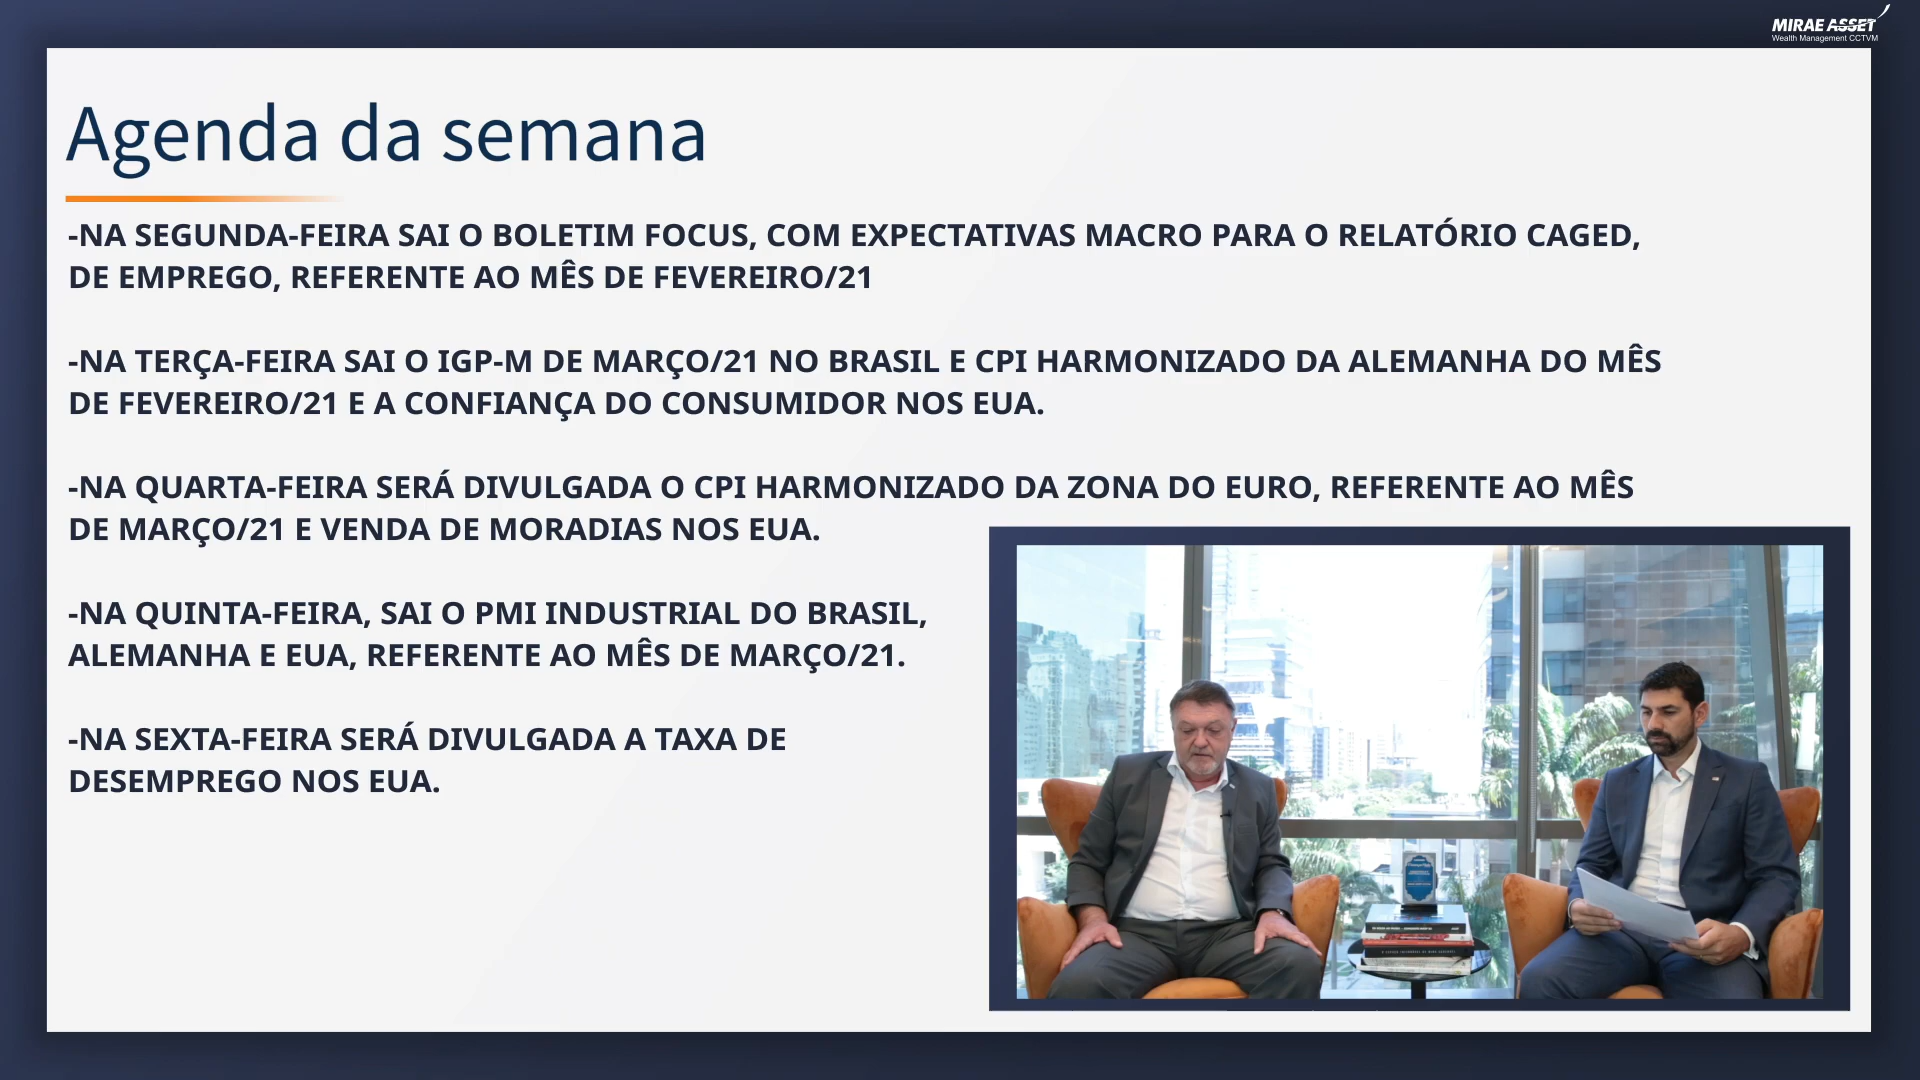 MIRAE ASSET
Wealth Management CCTVM
Agenda da semana
-NA SEGUNDA-FEIRA SAI O BOLETIM FOCUS, COM EXPECTATIVAS MACRO PARA O RELATÓRIO CAGED,
DE EMPREGO, REFERENTE AO MÊS DE FEVEREIRO/21
-NA TERÇA-FEIRA SAI O IGP-M DE MARÇO/21 NO BRASIL E CPI HARMONIZADO DA ALEMANHA DO MÊS
DE FEVEREIRO/21 E A CONFIANÇA DO CONSUMIDOR NOS EUA.
-NA QUARTA-FEIRA SERÁ DIVULGADA O CPI HARMONIZADO DA ZONA DO EURO, REFERENTE AO MÊS
DE MARÇO/21 E VENDA DE MORADIAS NOS EUA.
-NA QUINTA-FEIRA, SAI O PMI INDUSTRIAL DO BRASIL,
ALEMANHA E EUA, REFERENTE AO MÊS DE MARÇO/21.
-NA SEXTA-FEIRA SERÁ DIVULGADA A TAXA DE
DESEMPREGO NOS EUA.